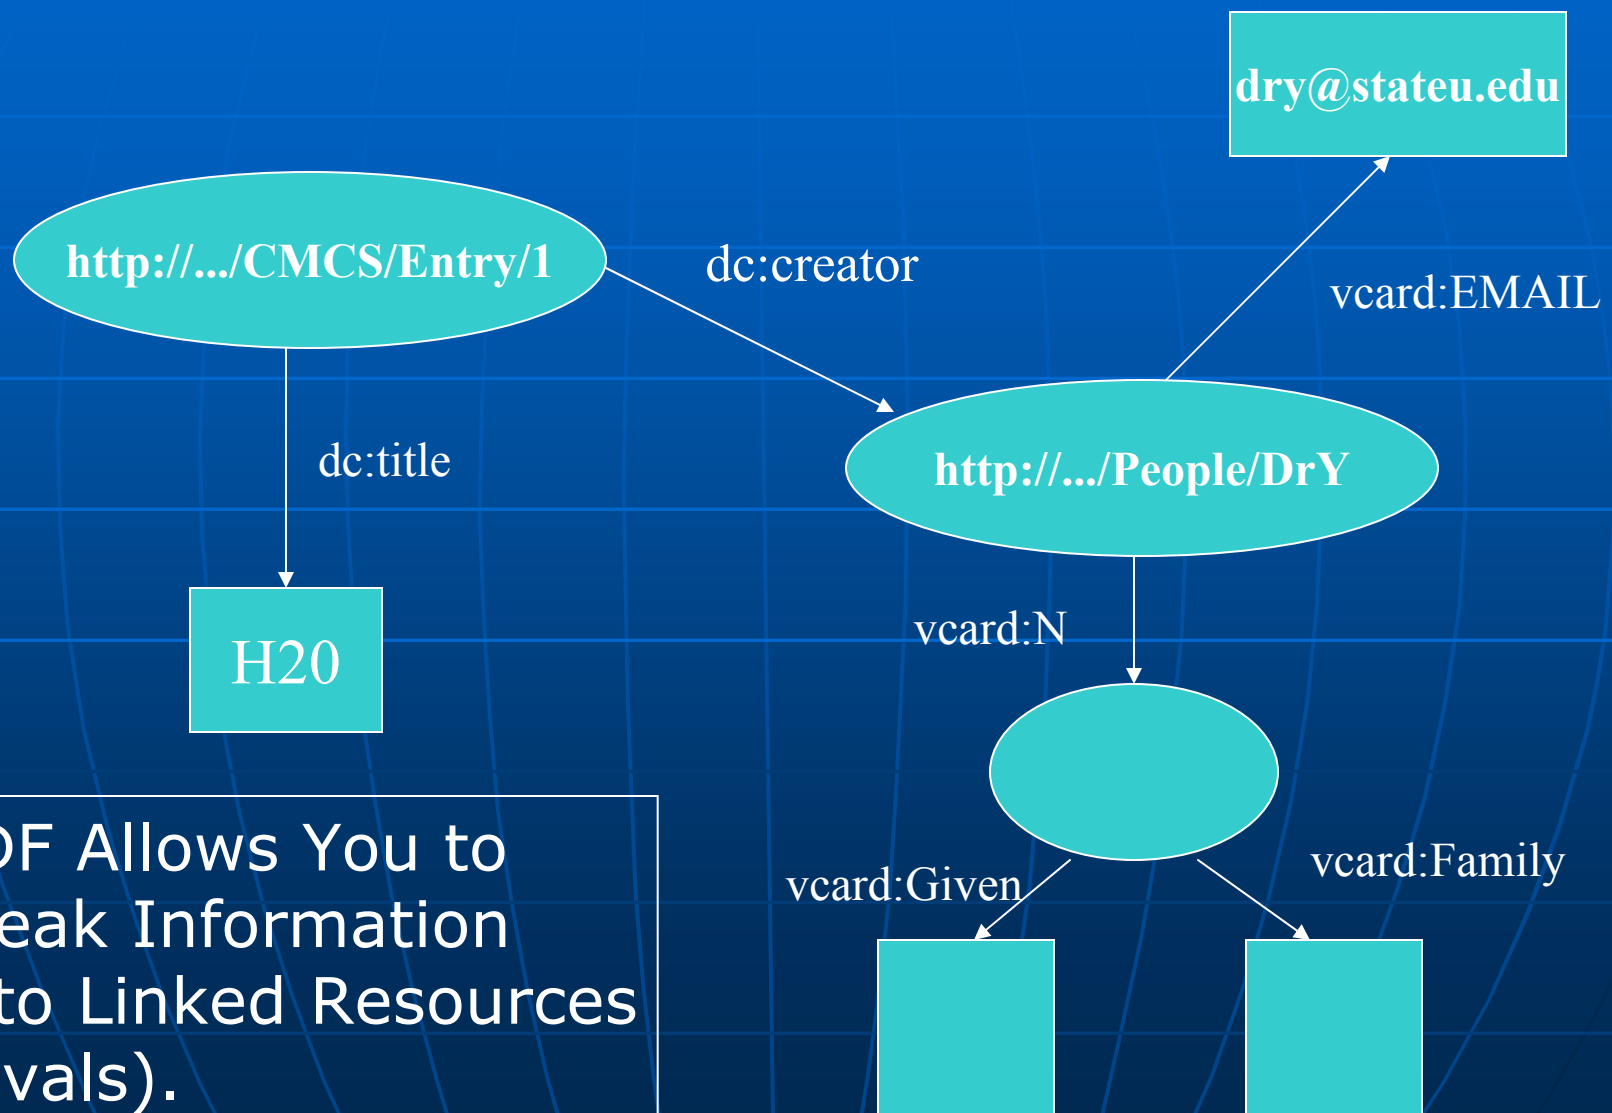 dry@stateu.edu
http://.../CMCS/Entry/1
dc:creator
vcard:EMAIL
dc:title
http://.../People/DrY
vcard:N
H20
vcard:Given
vcard:Family
DF Allows You to
eak Information
to Linked Resources
vals).